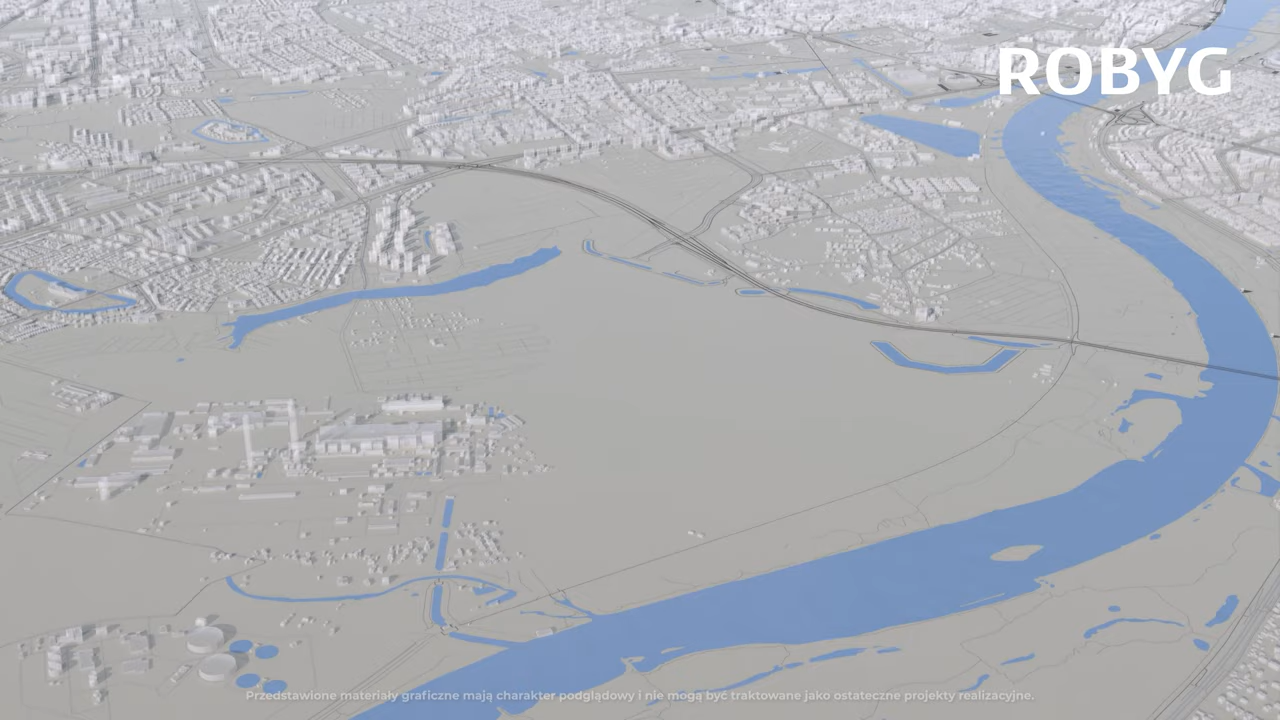 ROBYG
Przedstawione materiały graficzne mają charakter podglądowy i nie mogą być traktowane jako ostateczne projekty realizacyjne.